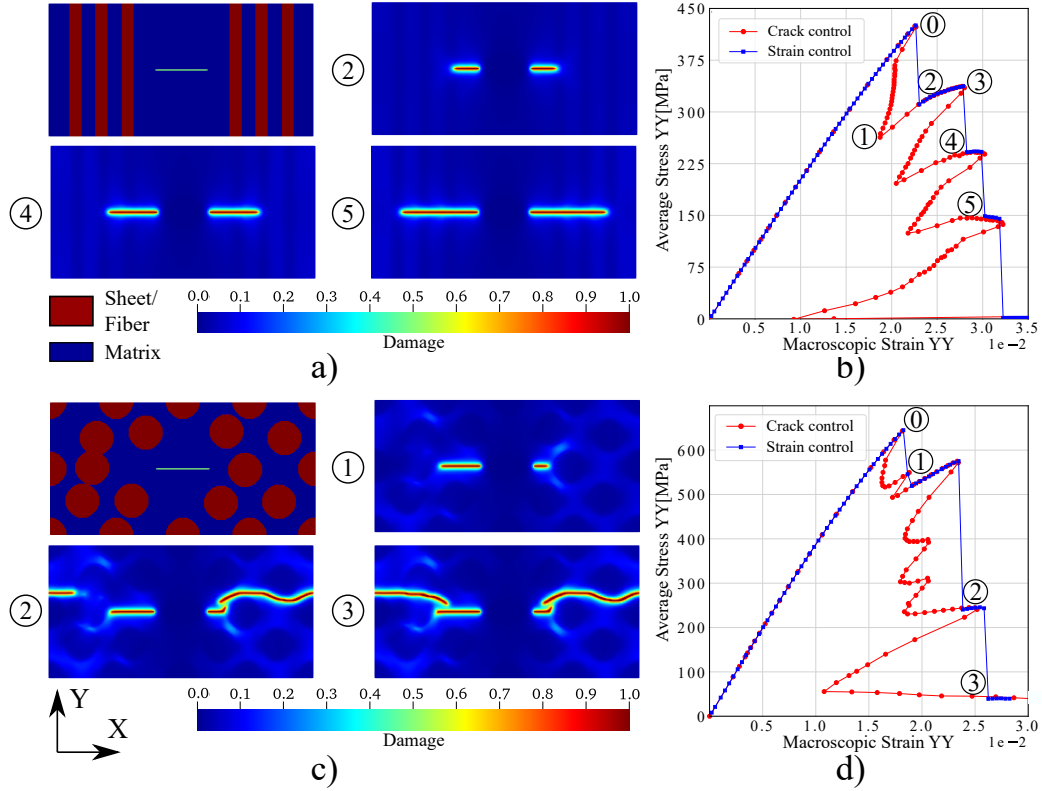 ②
④
⑤
Sheet/
Fiber
Matrix
0.0 0.1 0.2 0.3 0.4 0.5 0.6 0.7 0.8 0.9 1.0
Damage
a)
Average Stress YY[MPa]
450
375
300
225
150
75
0
Crack control
Strain control
⓪
①
②
③
④
⑤
0.5 1.0 1.5 2.0 2.5 3.0 3.5
Macroscopic Strain YY
1e−2
b)
①
②
③
0.0 0.1 0.2 0.3 0.4 0.5 0.6 0.7 0.8 0.9 1.0
Damage
Y
X
c)
Average Stress YY[MPa]
600
500
400
300
200
100
0
Crack control
Strain control
⓪
①
②
③
0.5 1.0 1.5 2.0 2.5 3.0
Macroscopic Strain YY
1e−2
d)